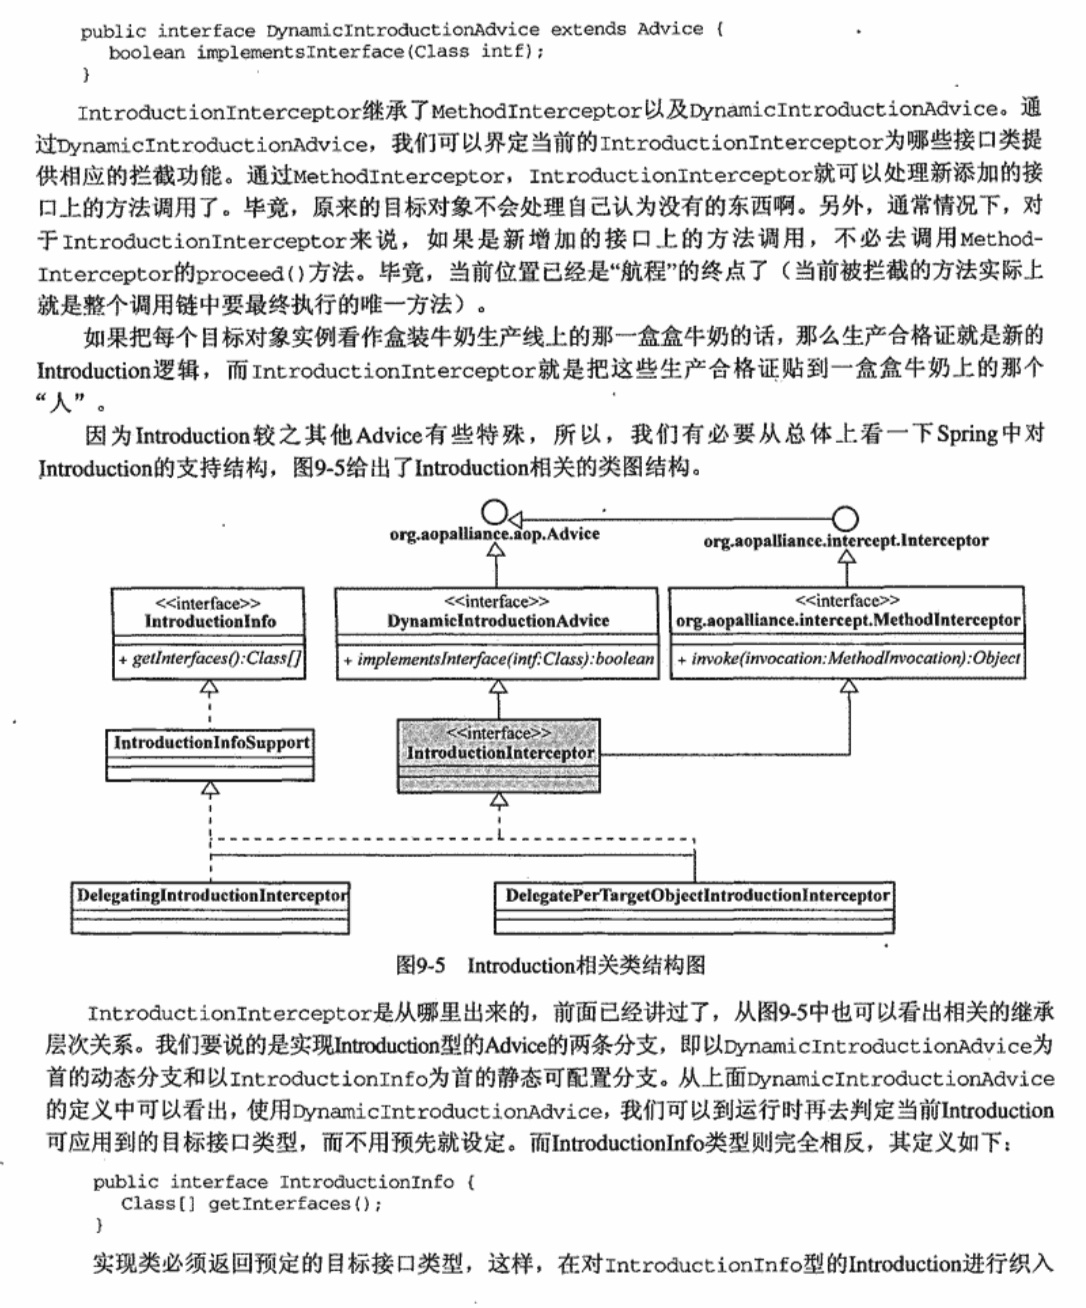 public interface DynamicIntroductionAdvice extends Advice {
boolean implementsInterface(Class intf);
}
IntroductionInterceptor继承了MethodInterceptor以及DynamicIntroductionAdvice。通
过DynamicIntroductionAdvice，我们可以界定当前的IntroductionInterceptor为哪些接口类提
供相应的拦截功能。通过MethodInterceptor，IntroductionInterceptor就可以处理新添加的接
口上的方法调用了。毕竟，原来的目标对象不会处理自己认为没有的东西啊。另外，通常情况下，对
于IntroductionInterceptor来说，如果是新增加的接口上的方法调用，不必去调用Method-
Interceptor的proceed()方法。毕竟，当前位置已经是“航程”的终点了（当前被拦截的方法实际上
就是整个调用链中要最终执行的唯一方法）。
如果把每个目标对象实例看作盒装牛奶生产线上的那一盒盒牛奶的话，那么生产合格证就是新的
Introduction逻辑，而IntroductionInterceptor就是把这些生产合格证贴到一盒盒牛奶上的那个
“人”。
因为Introduction较之其他Advice有些特殊，所以，我们有必要从总体上看一下Spring中对
Introduction的支持结构，图9-5给出了Introduction相关的类图结构。
org.aopalliance.aop.Advice
org.aopalliance.intercept.Interceptor
<<interface>>
IntroductionInfo
+ getInterfaces():Class[]
<<interface>>
DynamicIntroductionAdvice
+ implementsInterface(intf:Class):boolean
<<interface>>
org.aopalliance.intercept.MethodInterceptor
+ invoke(invocation:MethodInvocation):Object
IntroductionInfoSupport
<<interface>>
IntroductionInterceptor
DelegatingIntroductionInterceptor
DelegatePerTargetObjectIntroductionInterceptor
图9-5 Introduction相关类结构图
IntroductionInterceptor是从哪里出来的，前面已经讲过了，从图9-5中也可以看出相关的继承
层次关系。我们要说的是实现Introduction型的Advice的两条分支，即以DynamicIntroductionAdvice为
首的动态分支和以IntroductionInfo为首的静态可配置分支。从上面DynamicIntroductionAdvice
的定义中可以看出，使用DynamicIntroductionAdvice，我们可以到运行时再去判定当前Introduction
可应用到的目标接口类型，而不用预先就设定。而IntroductionInfo类型则完全相反，其定义如下：
public interface IntroductionInfo {
Class[] getInterfaces();
}
实现类必须返回预定的目标接口类型，这样，在对IntroductionInfo型的Introduction进行织入